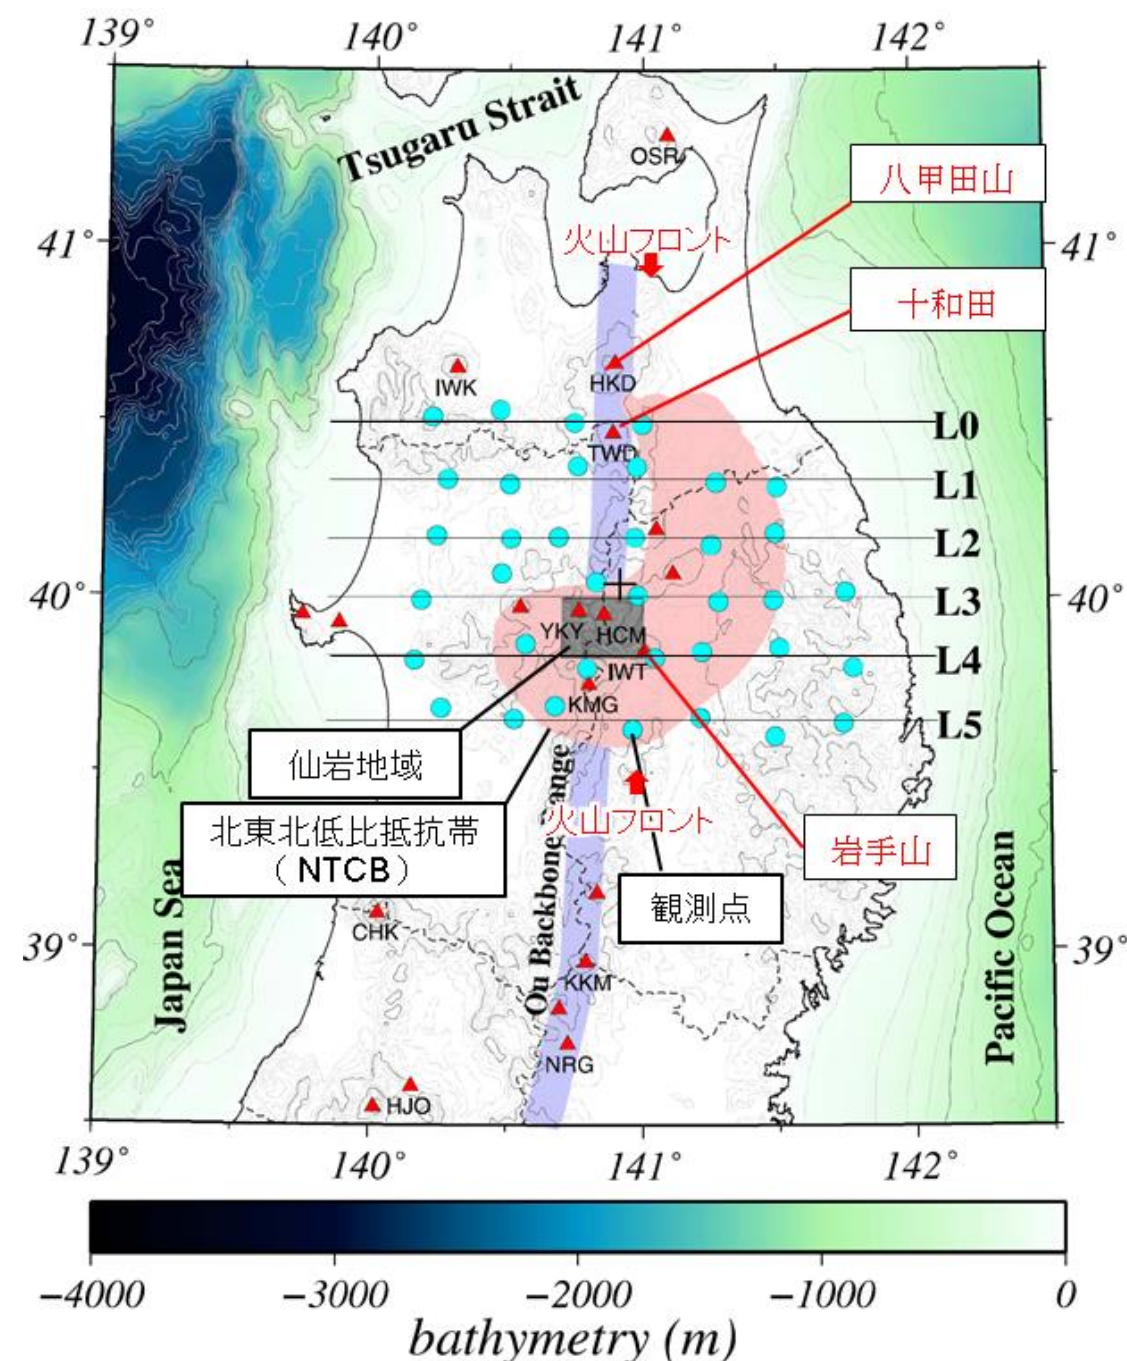 139°
140°
141°
142°
Tsugaru Strait
OSR
八甲田山
41°
火山フロント
41°
十和田
IWK
HKD
L0
TWD
L1
L2
40°
L3
40°
YKY
HCM
L4
IWT
KMG
L5
仙岩地域
北東北低比抵抗帯
（NTCB）
火山フロント
岩手山
観測点
Ou Backbone Range
Japan Sea
Pacific Ocean
CHK
39°
39°
KKM
NRG
HJO
139°
140°
141°
142°
−4000
−3000
−2000
−1000
0
bathymetry (m)